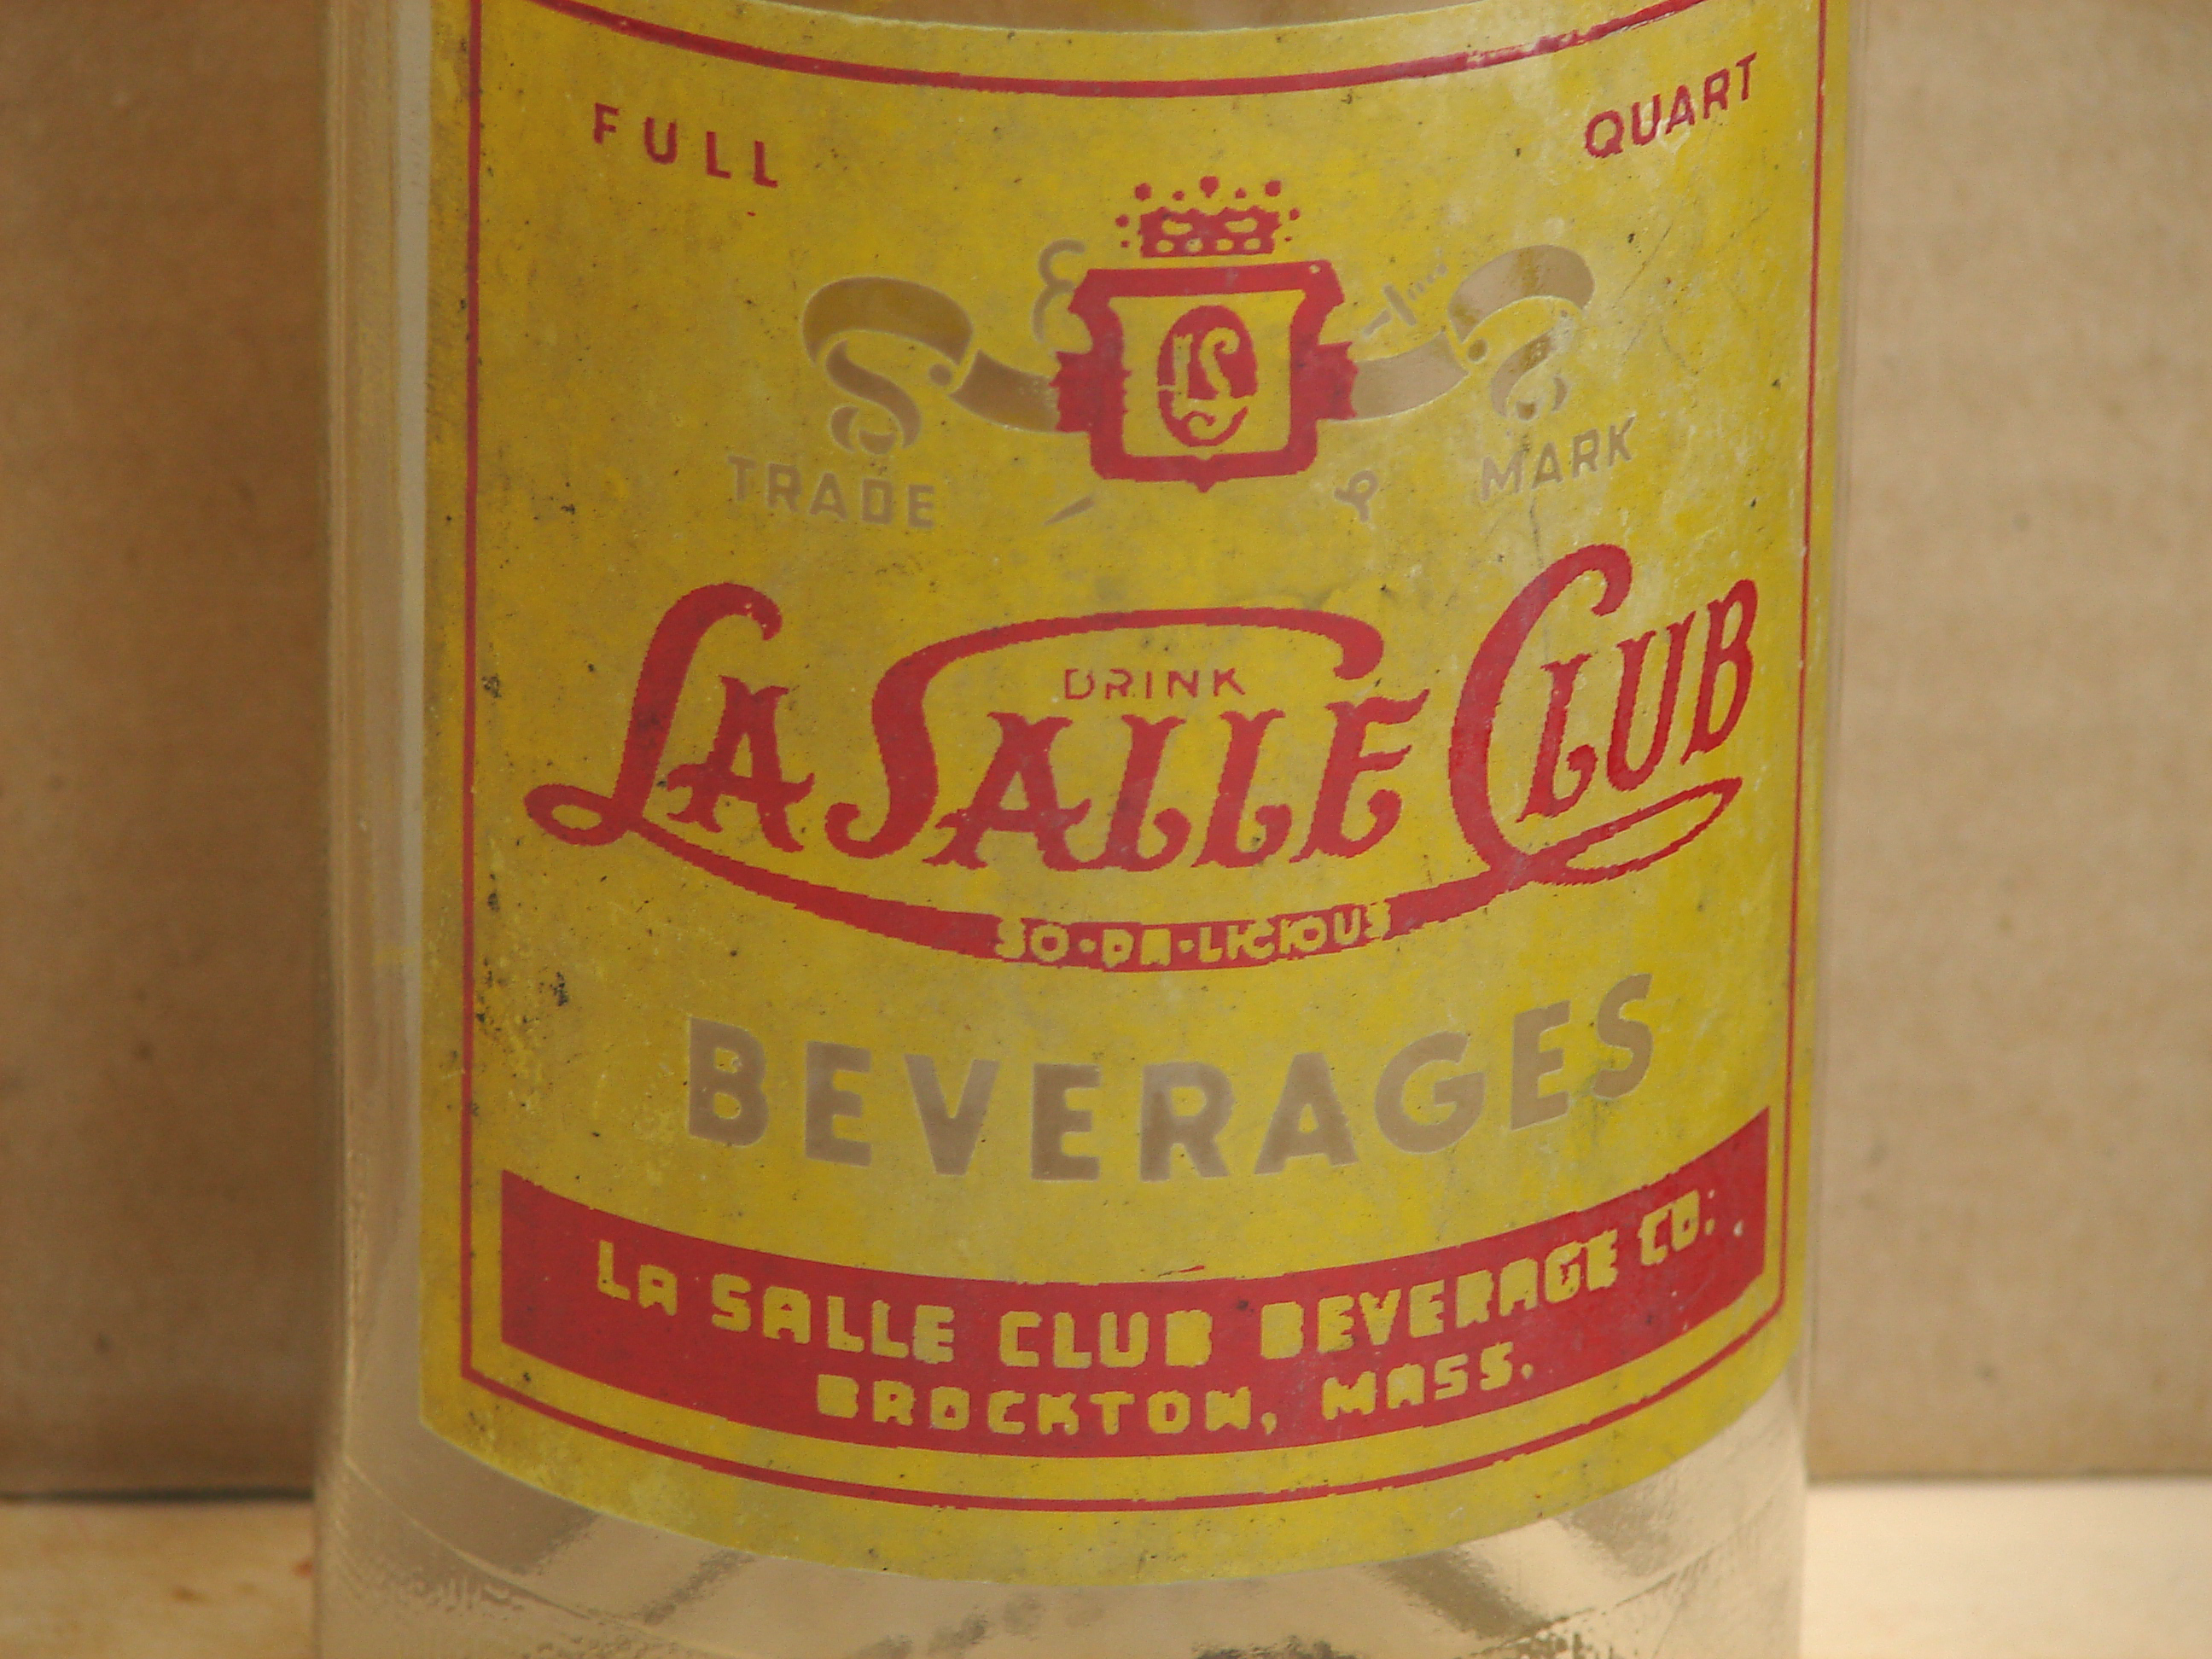 FULL QUART
LS
TRADE MARK
DRINK
LA SALLE CLUB
SO-DA-LICIOUS
BEVERAGES
LA SALLE CLUB BEVERAGE CO.
BROCKTON, MASS.